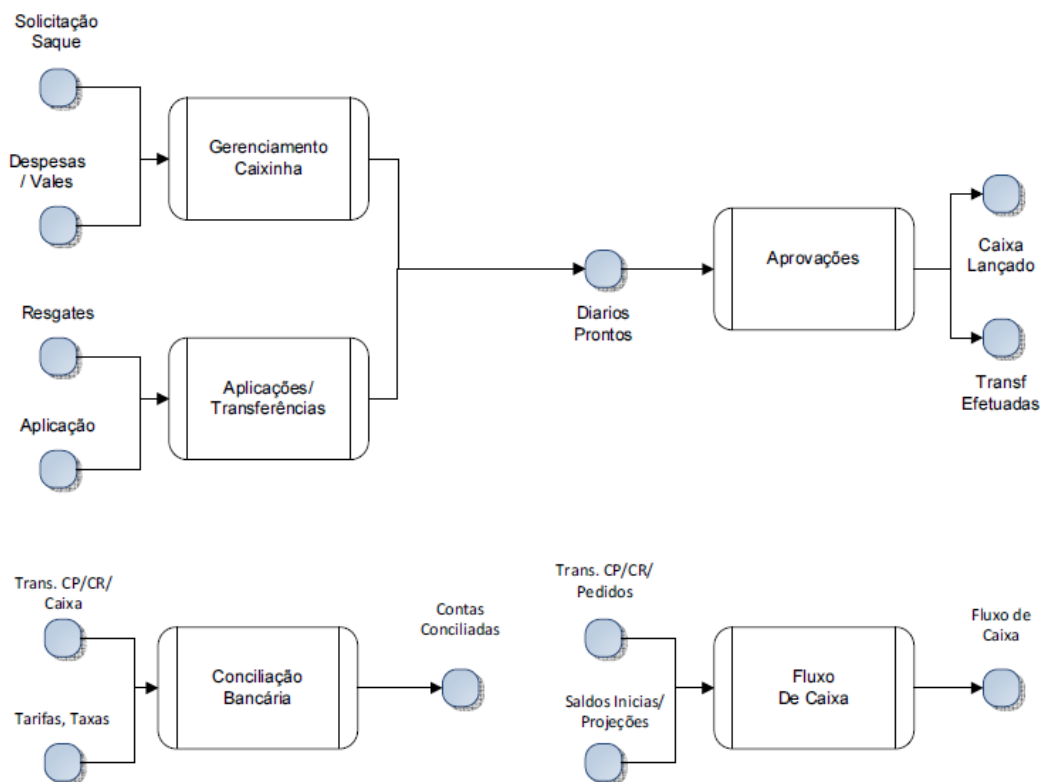 Solicitação
Saque
Despesas
/ Vales
Gerenciamento
Caixinha
Resgates
Aplicação
Aplicações/
Transferências
Diarios
Prontos
Aprovações
Caixa
Lançado
Transf
Efetuadas
Trans. CP/CR/
Caixa
Tarifas, Taxas
Conciliação
Bancária
Contas
Conciliadas
Trans. CP/CR/
Pedidos
Saldos Inicias/
Projeções
Fluxo
De Caixa
Fluxo de
Caixa